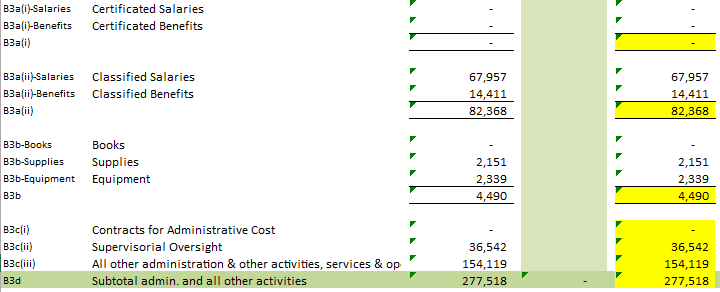 B3a(i)-Salaries Certificated Salaries - -
B3a(i)-Benefits Certificated Benefits - -
B3a(i) - -
B3a(ii)-Salaries Classified Salaries 67,957 67,957
B3a(ii)-Benefits Classified Benefits 14,411 14,411
B3a(ii) 82,368 82,368
B3b-Books Books - -
B3b-Supplies Supplies 2,151 2,151
B3b-Equipment Equipment 2,339 2,339
B3b 4,490 4,490
B3c(i) Contracts for Administrative Cost - -
B3c(ii) Supervisorial Oversight 36,542 36,542
B3c(iii) All other administration & other activities, services & op 154,119 154,119
B3d Subtotal admin. and all other activities 277,518 - 277,518